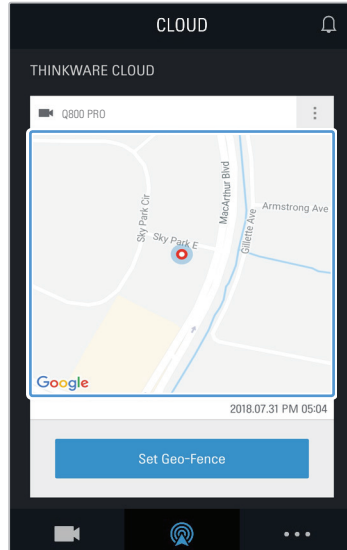 CLOUD
THINKWARE CLOUD
Q800 PRO
Sky Park Cir
MacArthur Blvd
Armstrong Ave
Gillette Ave
Sky Park E
Google
2018.07.31 PM 05:04
Set Geo-Fence